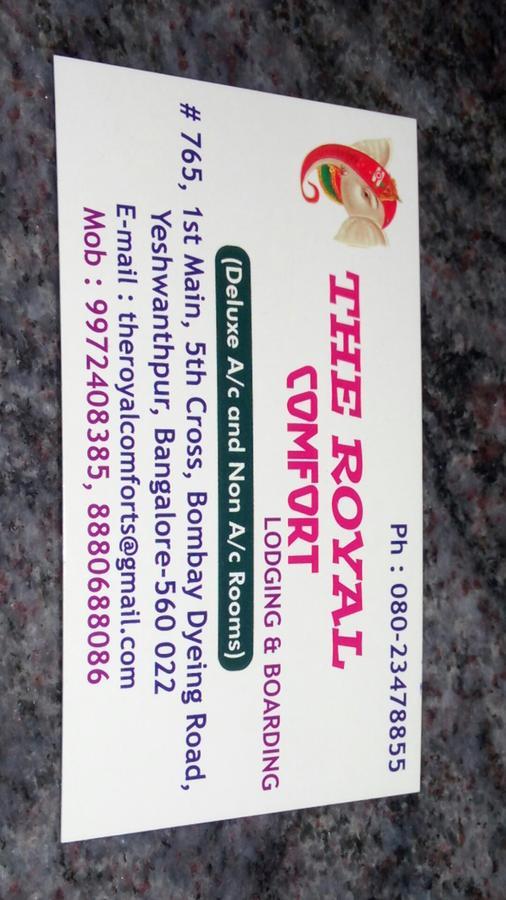 Ph : 080-23478855
THE ROYAL
COMFORT
LODGING & BOARDING
(Deluxe A/c and Non A/c Rooms)
# 765, 1st Main, 5th Cross, Bombay Dyeing Road,
Yeshwanthpur, Bangalore-560 022
E-mail : theroyalcomforts@gmail.com
Mob : 9972408385, 8880688086